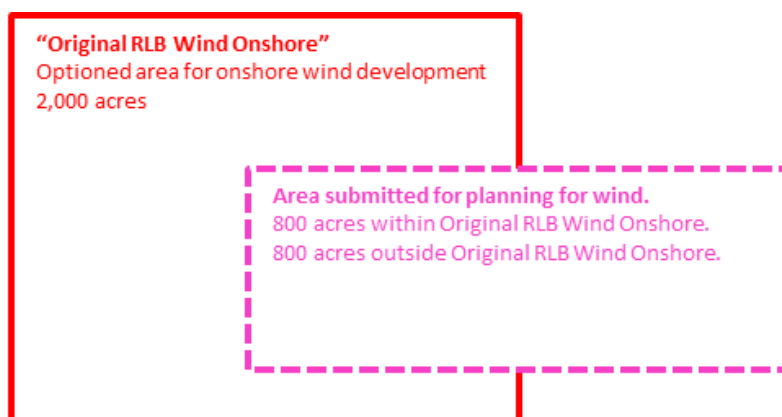 “Original RLB Wind Onshore”
Optioned area for onshore wind development
2,000 acres
Area submitted for planning for wind.
800 acres within Original RLB Wind Onshore.
800 acres outside Original RLB Wind Onshore.